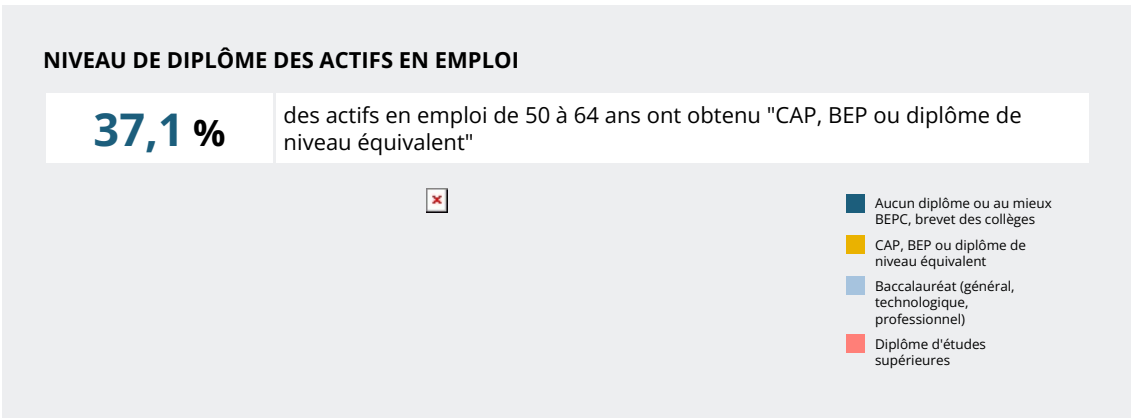 NIVEAU DE DIPLÔME DES ACTIFS EN EMPLOI
37,1 %
des actifs en emploi de 50 à 64 ans ont obtenu "CAP, BEP ou diplôme de
niveau équivalent"
Aucun diplôme ou au mieux
BEPC, brevet des collèges
CAP, BEP ou diplôme de
niveau équivalent
Baccalauréat (général,
technologique,
professionnel)
Diplôme d'études
supérieures